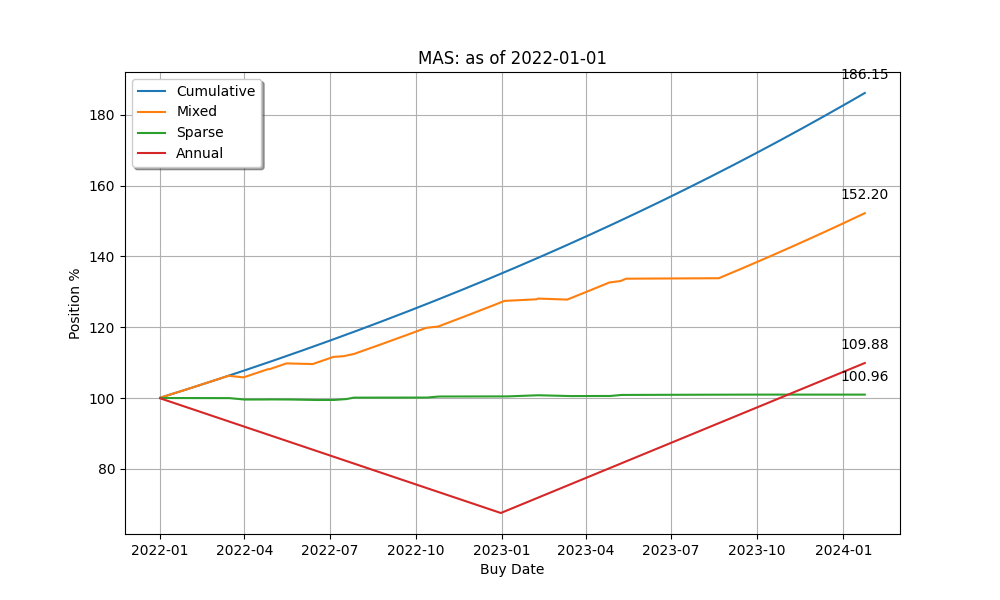 MAS: as of 2022-01-01
Cumulative
Mixed
Sparse
Annual
186.15
152.20
109.88
100.96
Position %
180
160
140
120
100
80
2022-01 2022-04 2022-07 2022-10 2023-01 2023-04 2023-07 2023-10 2024-01
Buy Date